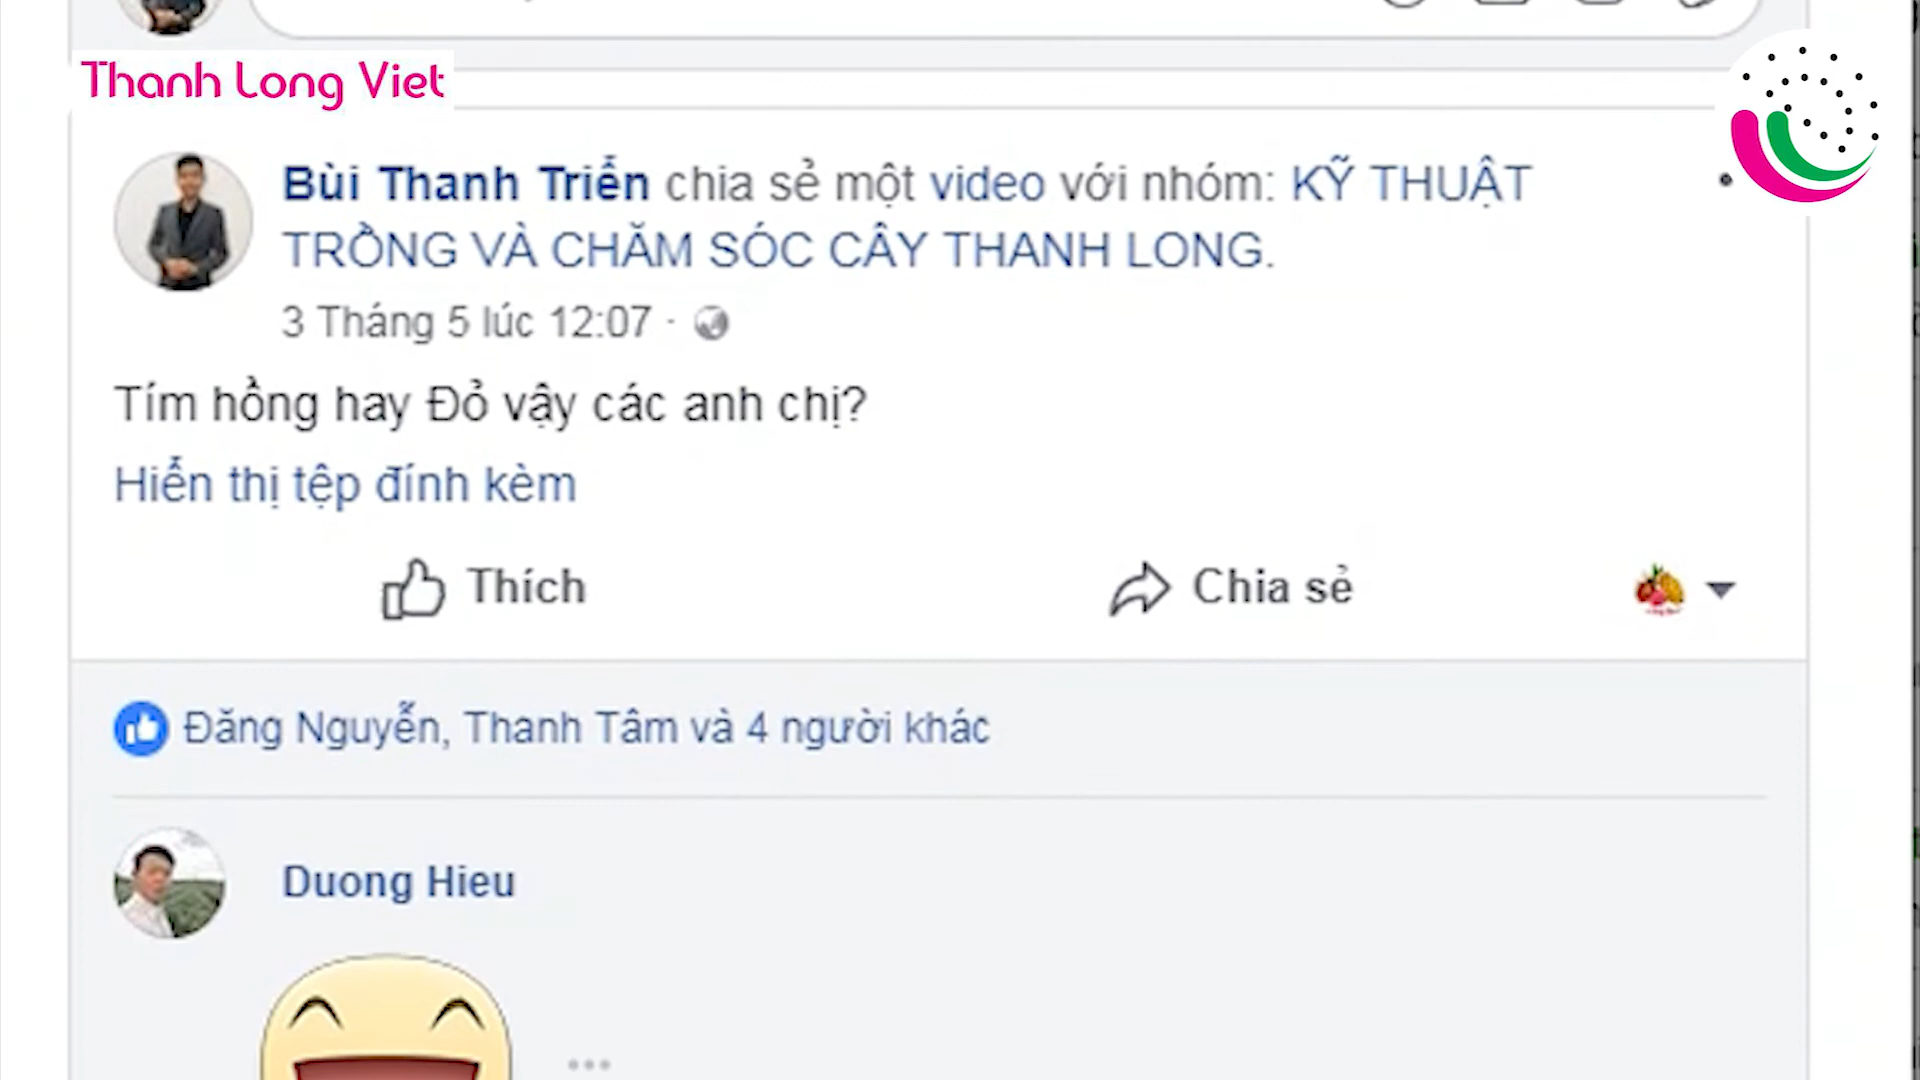 Thanh Long Viet
Bùi Thanh Triển chia sẻ một video với nhóm: KỸ THUẬT
TRỒNG VÀ CHĂM SÓC CÂY THANH LONG.
3 Tháng 5 lúc 12:07 ·
Tím hồng hay Đỏ vậy các anh chị?
Hiển thị tệp đính kèm
Thích
Chia sẻ
Đăng Nguyễn, Thanh Tâm và 4 người khác
Duong Hieu